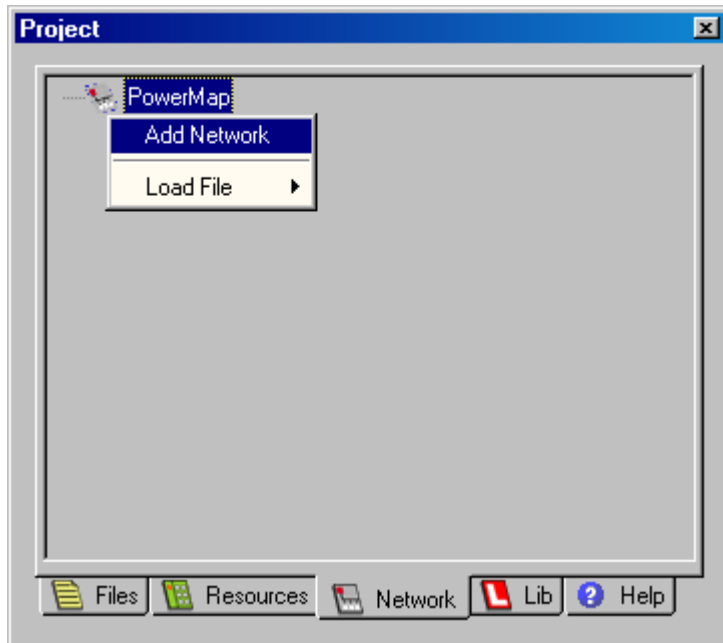 Project
PowerMap
Add Network
Load File
Files Resources Network Lib Help